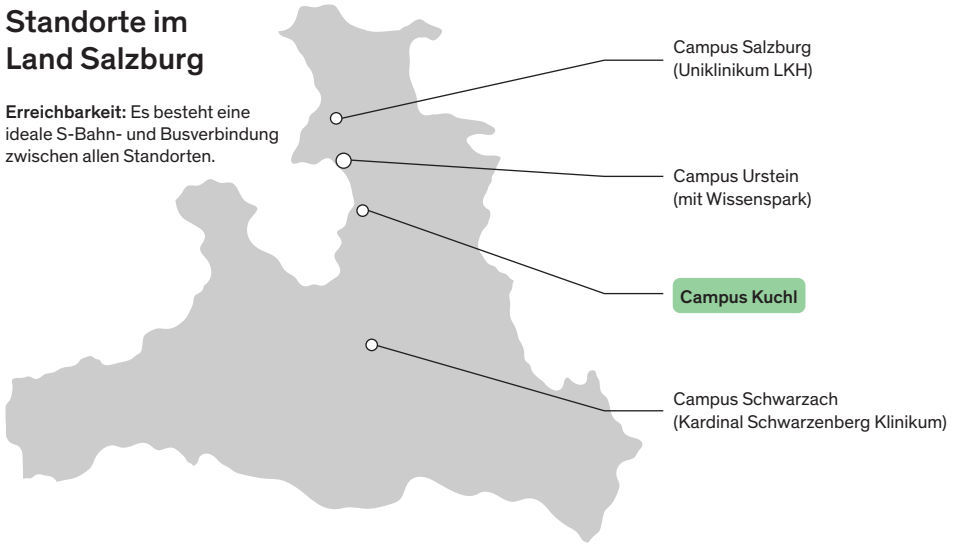 Standorte im
Land Salzburg
Erreichbarkeit: Es besteht eine
ideale S-Bahn- und Busverbindung
zwischen allen Standorten.
Campus Salzburg
(Uniklinikum LKH)
Campus Urstein
(mit Wissenspark)
Campus Kuchl
Campus Schwarzach
(Kardinal Schwarzenberg Klinikum)